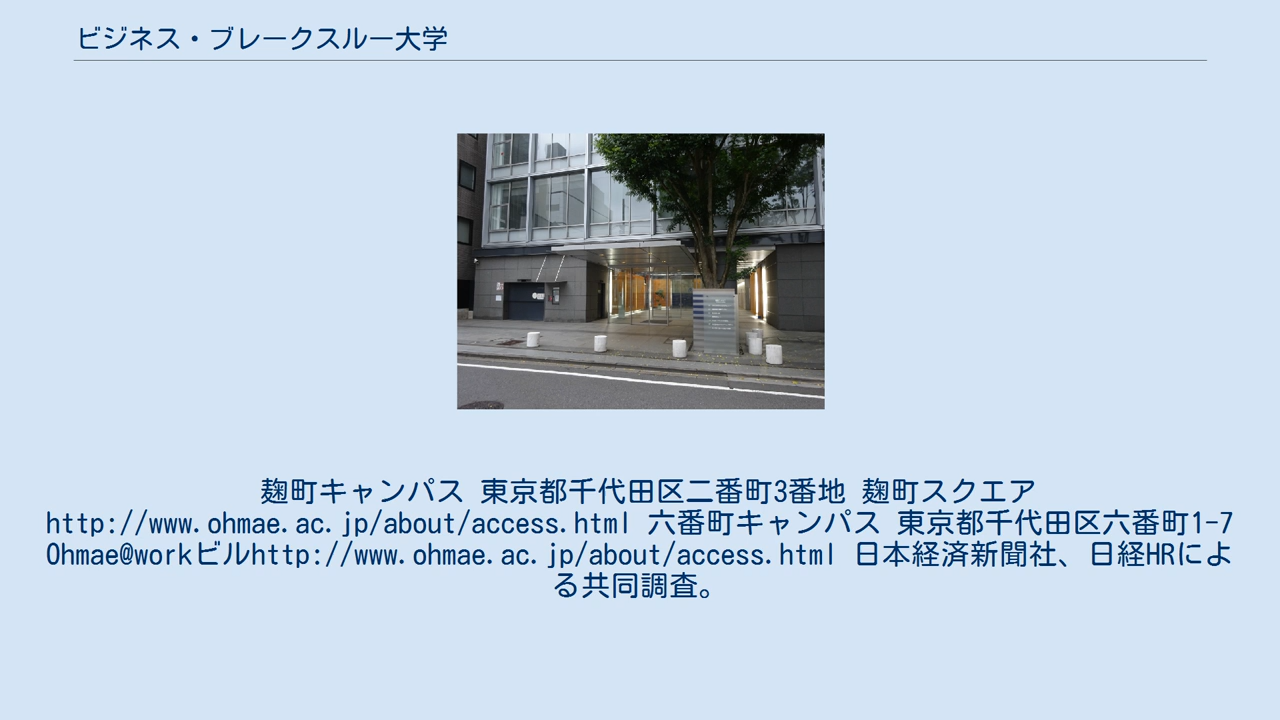 ビジネス・ブレークスルー大学
麹町キャンパス 東京都千代田区二番町3番地 麹町スクエア
http://www.ohmae.ac.jp/about/access.html 六番町キャンパス 東京都千代田区六番町1-7
Ohmae@workビルhttp://www.ohmae.ac.jp/about/access.html 日本経済新聞社、日経HRによ
る共同調査。